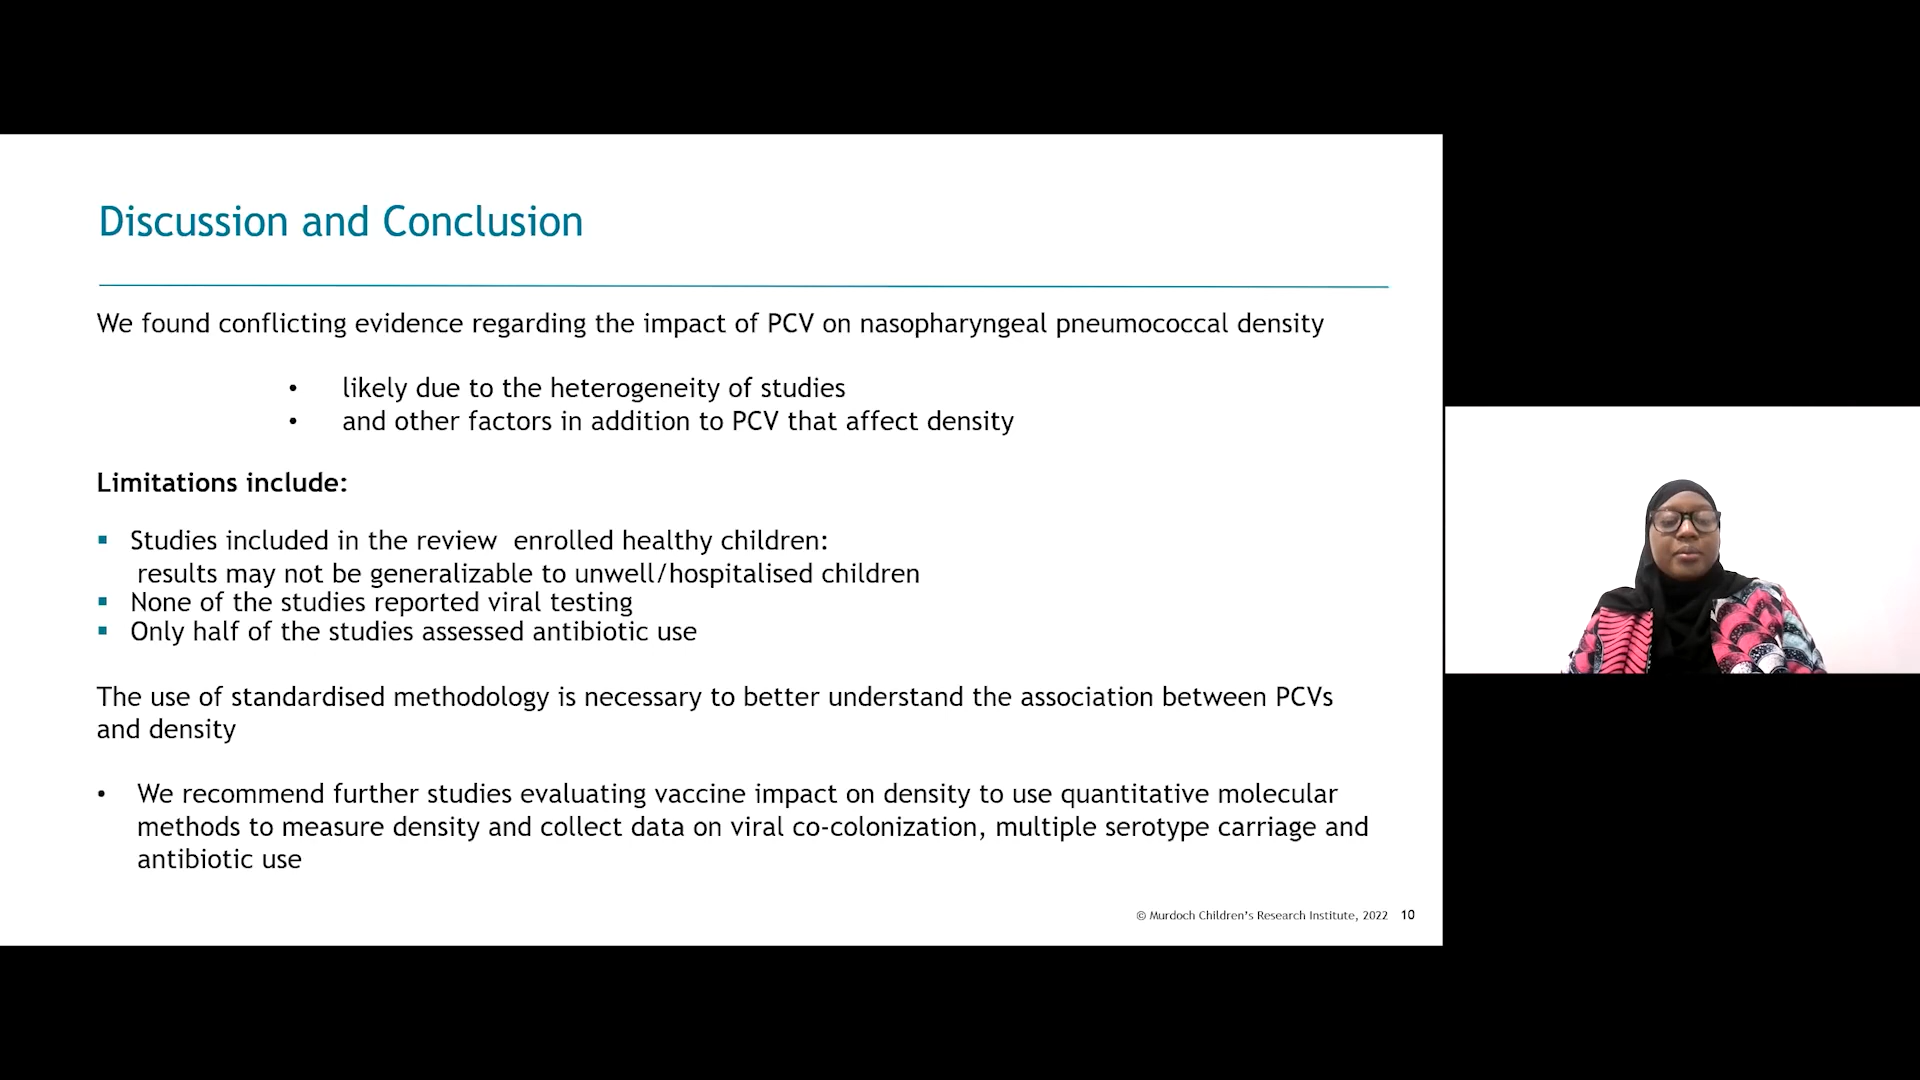 Discussion and Conclusion
We found conflicting evidence regarding the impact of PCV on nasopharyngeal pneumococcal density
• likely due to the heterogeneity of studies
• and other factors in addition to PCV that affect density
Limitations include:
▪ Studies included in the review  enrolled healthy children:
results may not be generalizable to unwell/hospitalised children
▪ None of the studies reported viral testing
▪ Only half of the studies assessed antibiotic use
The use of standardised methodology is necessary to better understand the association between PCVs
and density
• We recommend further studies evaluating vaccine impact on density to use quantitative molecular
methods to measure density and collect data on viral co-colonization, multiple serotype carriage and
antibiotic use
© Murdoch Children's Research Institute, 2022 10